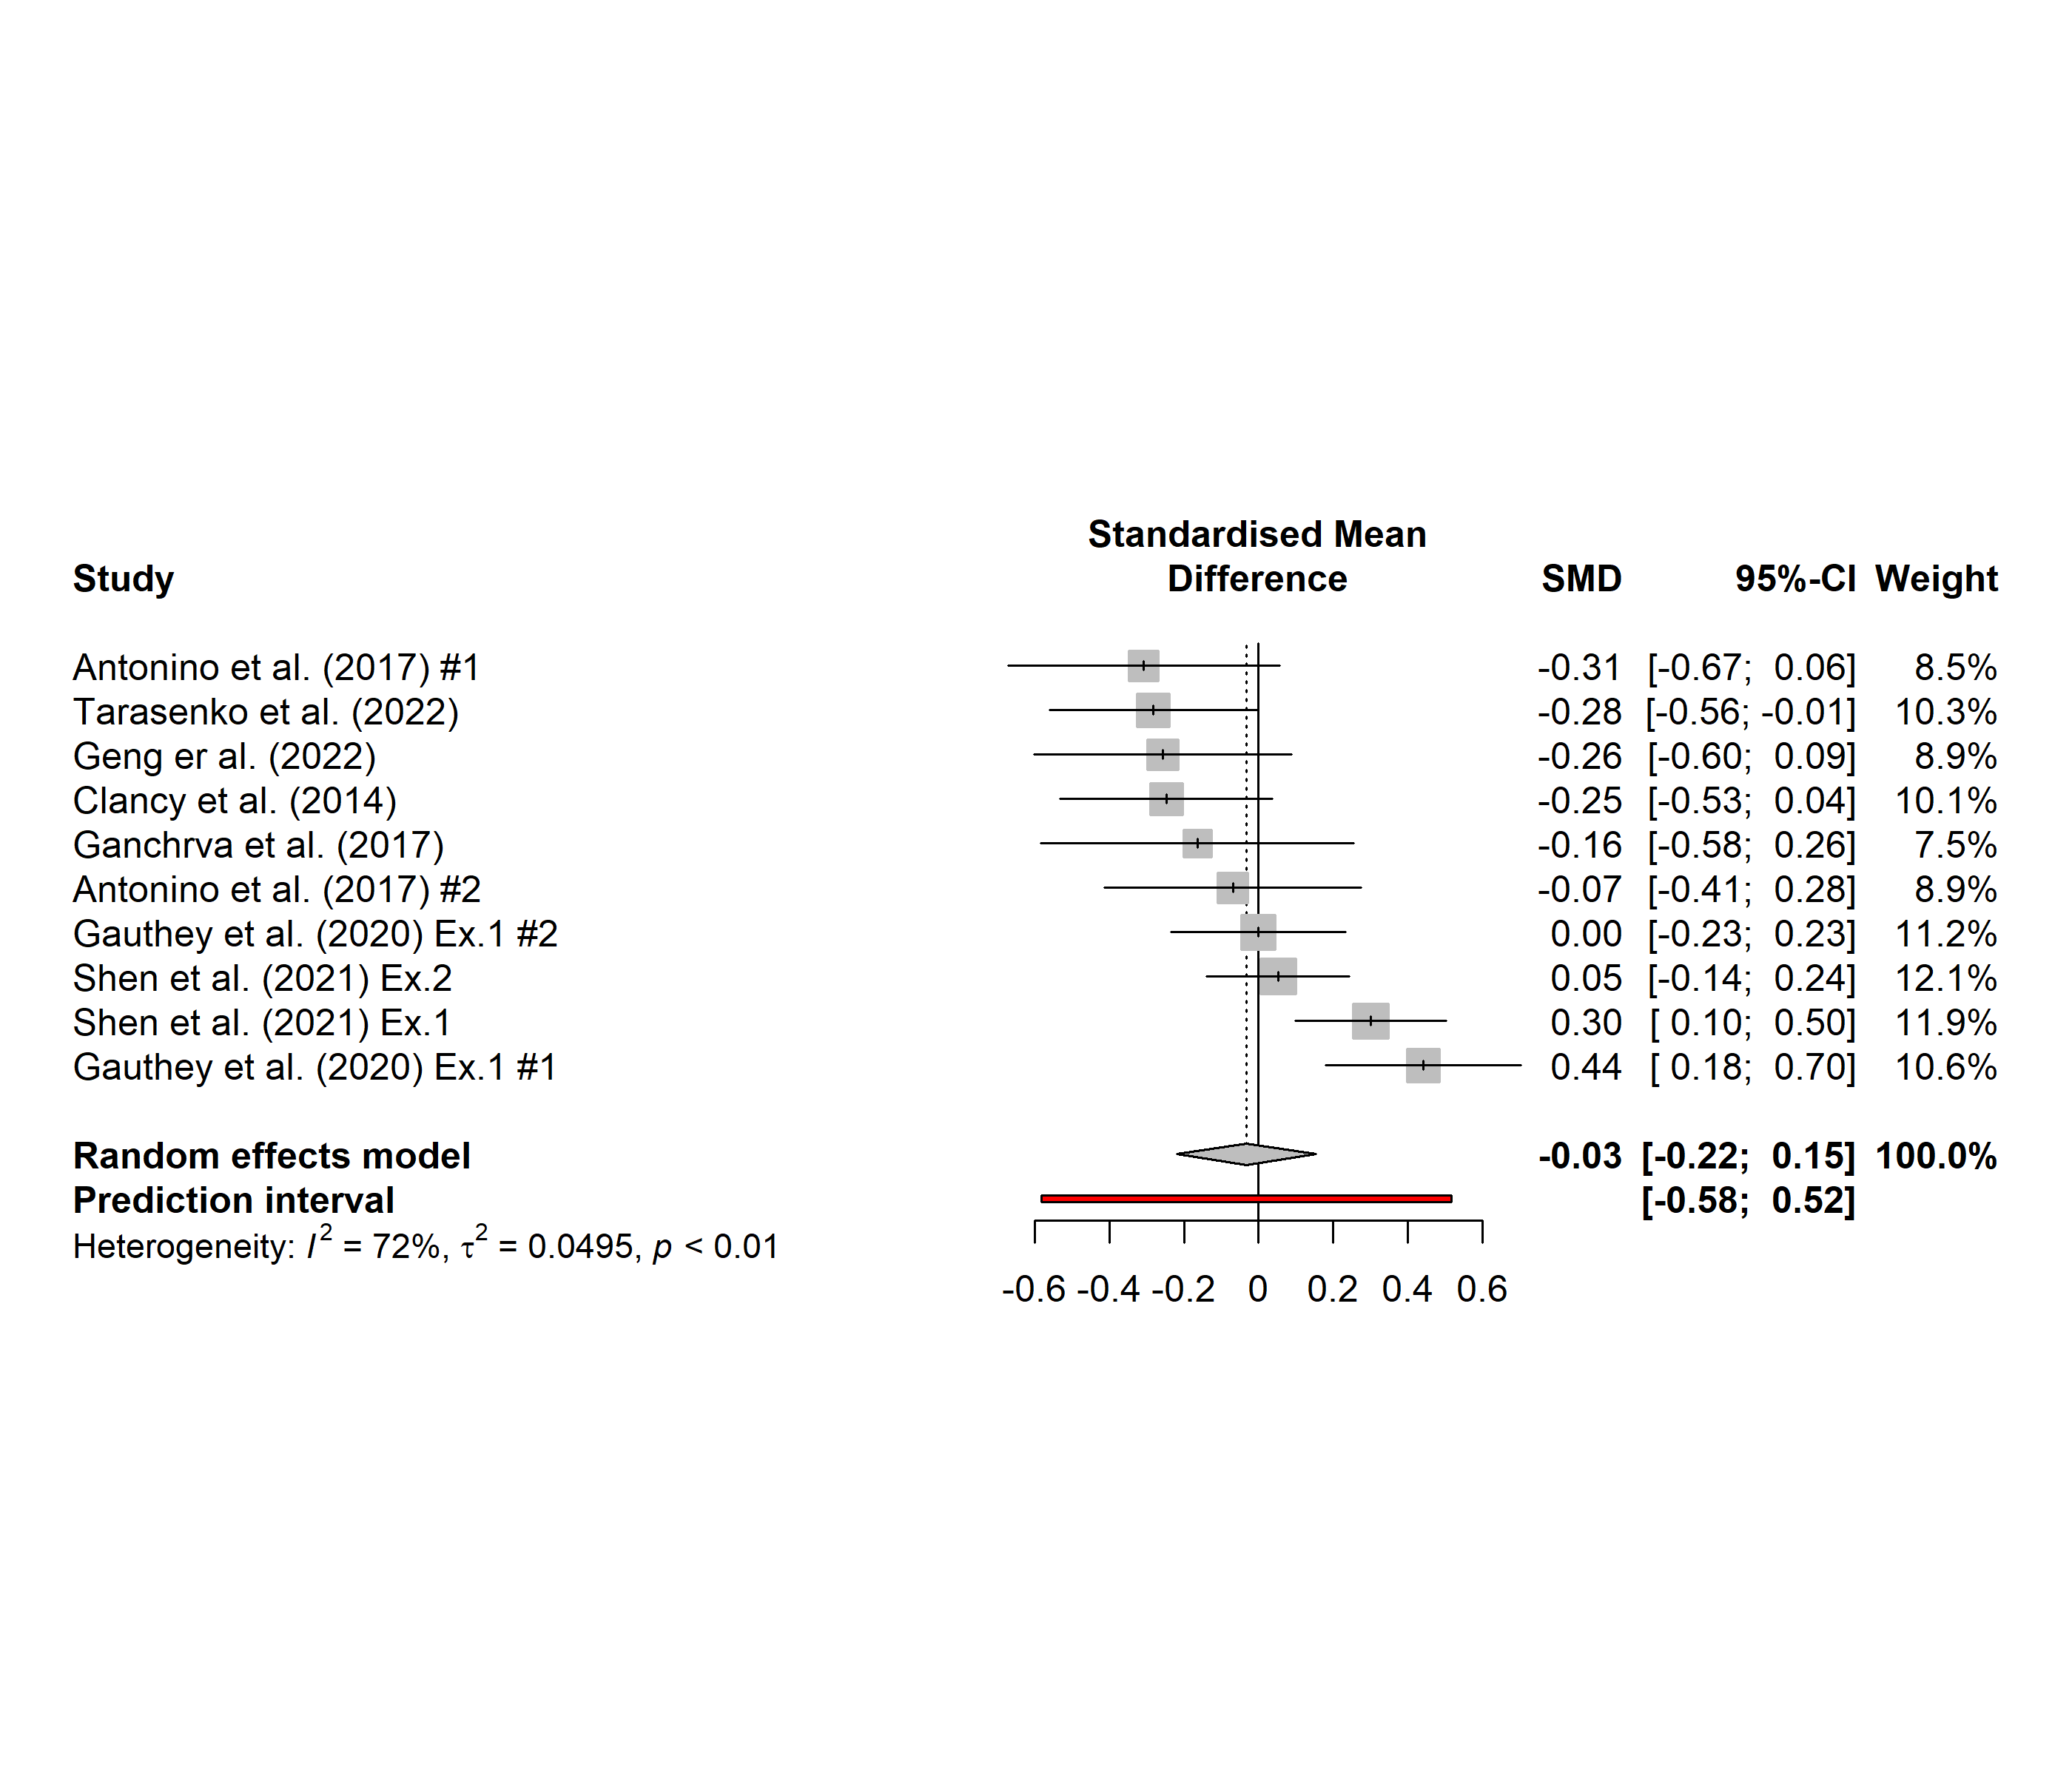 Standardised Mean
Study Difference SMD 95%-CI Weight
Antonino et al. (2017) #1 -0.31 [-0.67; 0.06] 8.5%
Tarasenko et al. (2022) -0.28 [-0.56; -0.01] 10.3%
Geng er al. (2022) -0.26 [-0.60; 0.09] 8.9%
Clancy et al. (2014) -0.25 [-0.53; 0.04] 10.1%
Ganchrva et al. (2017) -0.16 [-0.58; 0.26] 7.5%
Antonino et al. (2017) #2 -0.07 [-0.41; 0.28] 8.9%
Gauthey et al. (2020) Ex.1 #2 0.00 [-0.23; 0.23] 11.2%
Shen et al. (2021) Ex.2 0.05 [-0.14; 0.24] 12.1%
Shen et al. (2021) Ex.1 0.30 [ 0.10; 0.50] 11.9%
Gauthey et al. (2020) Ex.1 #1 0.44 [ 0.18; 0.70] 10.6%
Random effects model -0.03 [-0.22; 0.15] 100.0%
Prediction interval [-0.58; 0.52]
Heterogeneity: I² = 72%, τ² = 0.0495, p < 0.01
-0.6 -0.4 -0.2 0 0.2 0.4 0.6